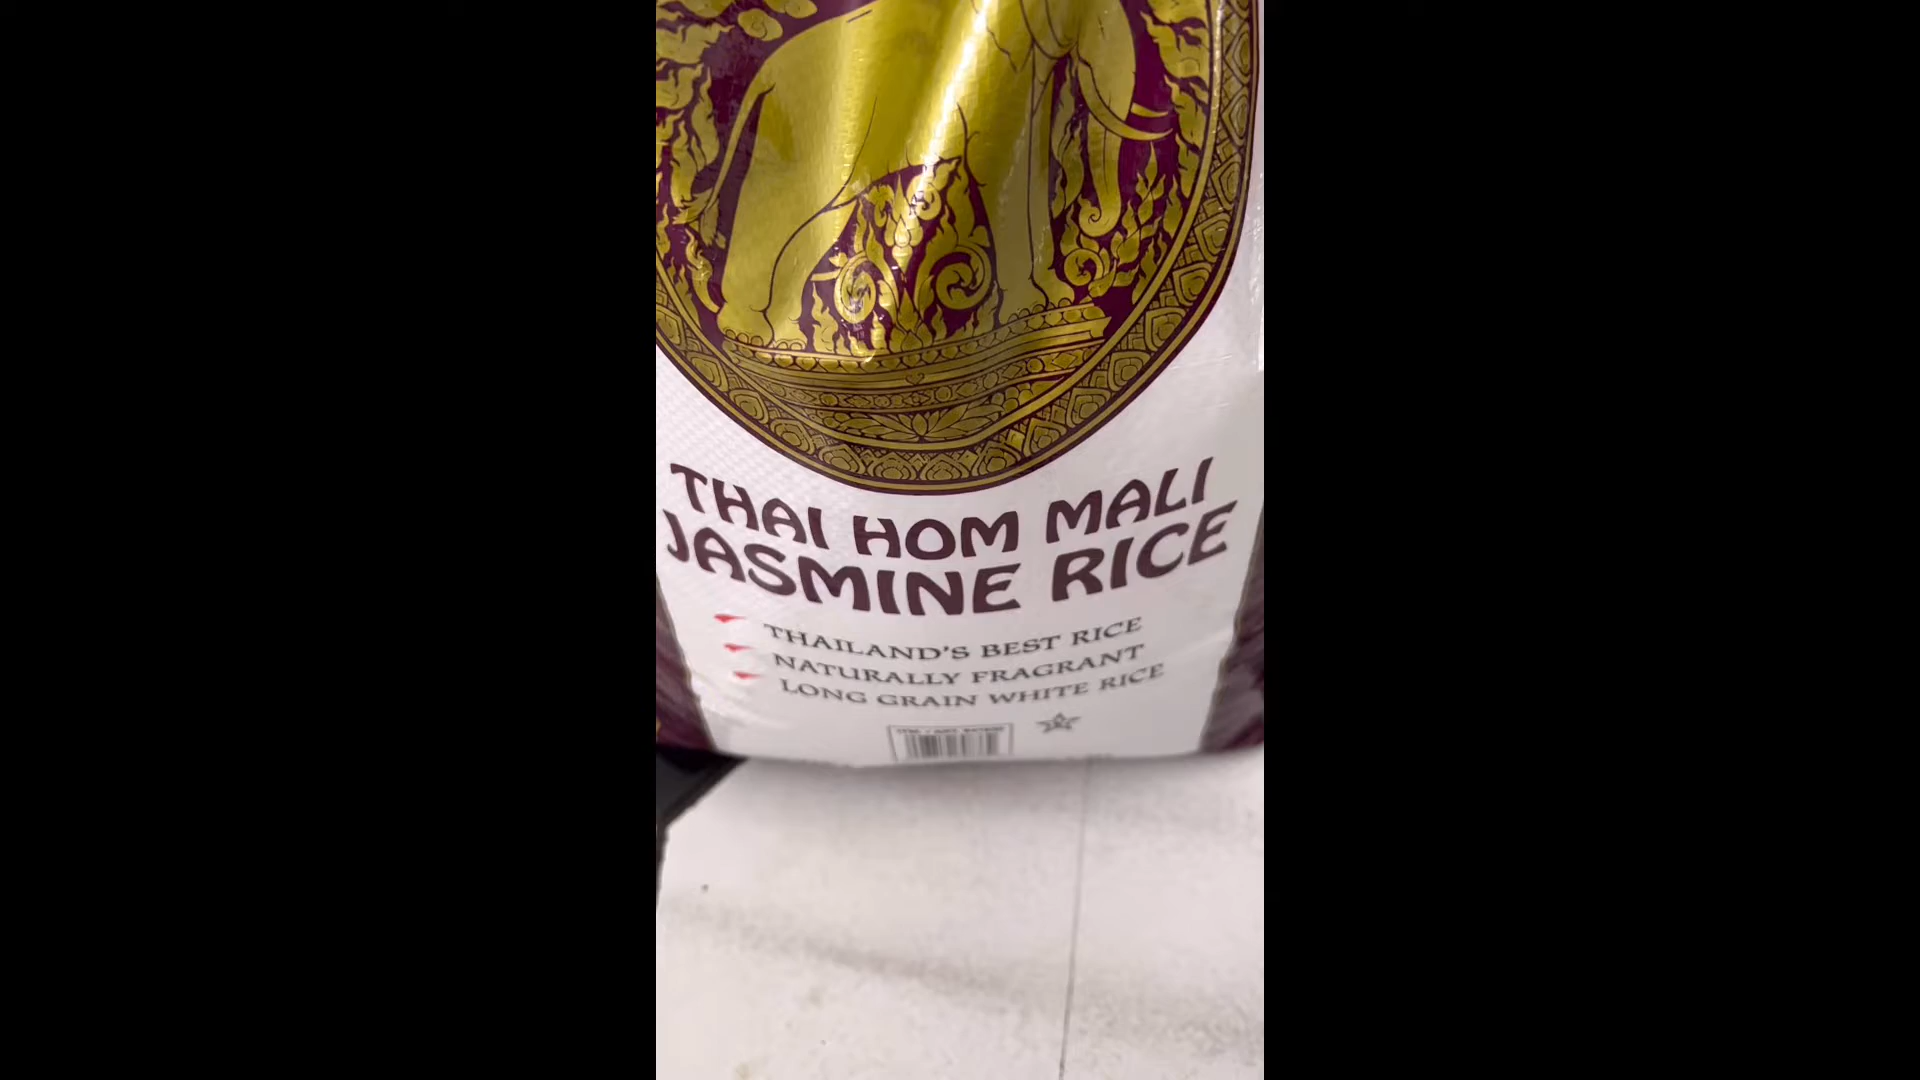 THAI HOM MALI
JASMINE RICE
THAILAND'S BEST RICE
NATURALLY FRAGRANT
LONG GRAIN WHITE RICE